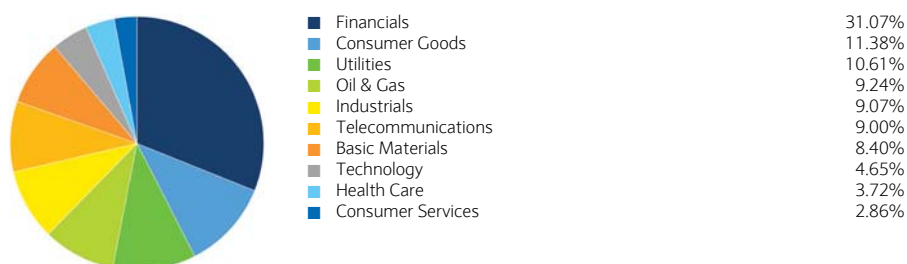 Financials 31.07%
Consumer Goods 11.38%
Utilities 10.61%
Oil & Gas 9.24%
Industrials 9.07%
Telecommunications 9.00%
Basic Materials 8.40%
Technology 4.65%
Health Care 3.72%
Consumer Services 2.86%